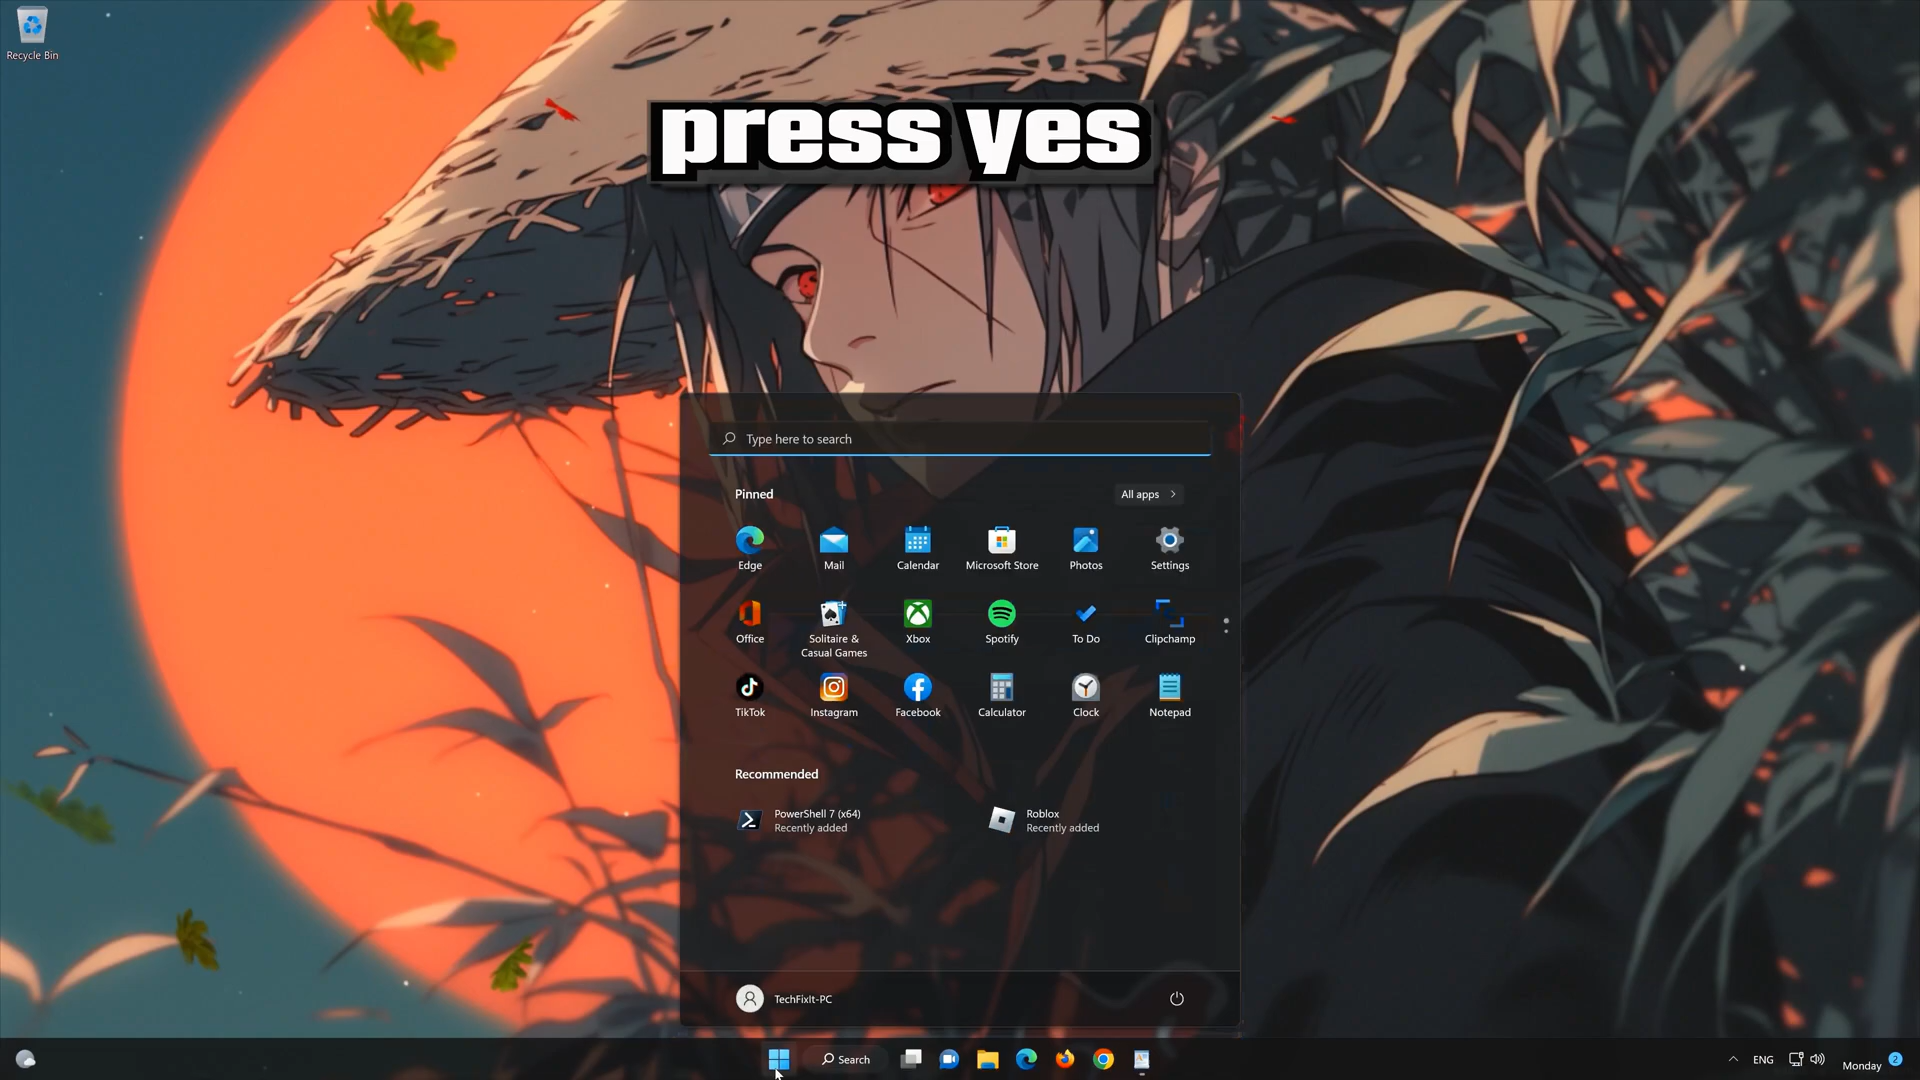 Recycle Bin
press yes
Type here to search
Pinned
All apps
Edge
Mail
Calendar
Microsoft Store
Photos
Settings
Office
Solitaire &
Casual Games
Xbox
Spotify
To Do
Clipchamp
TikTok
Instagram
Facebook
Calculator
Clock
Notepad
Recommended
PowerShell 7 (x64)
Recently added
Roblox
Recently added
TechFixIt-PC
Search
ENG
Monday
2